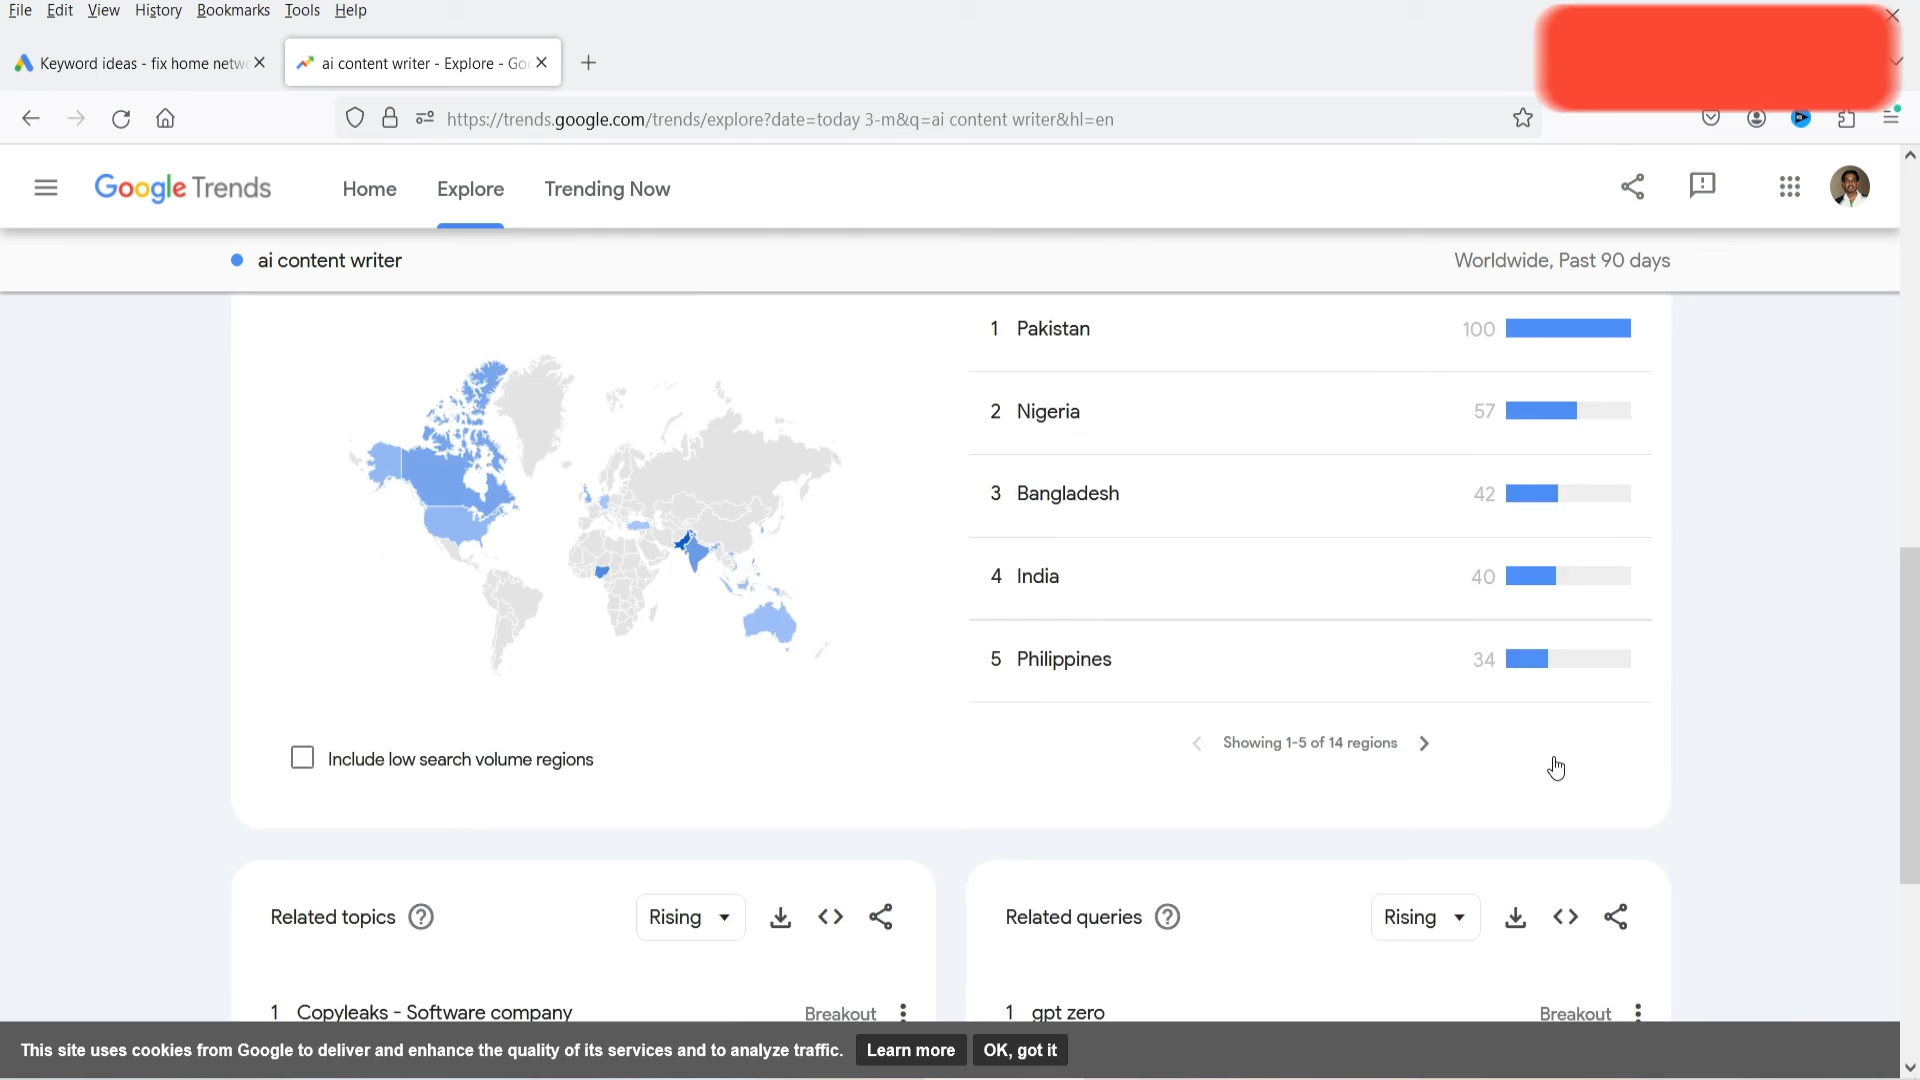 File Edit View History Bookmarks Tools Help
Keyword ideas - fix home netw
ai content writer - Explore - Goo
https://trends.google.com/trends/explore?date=today 3-m&q=ai content writer&hl=en
Google Trends Home Explore Trending Now
ai content writer Worldwide, Past 90 days
1 Pakistan 100
2 Nigeria 57
3 Bangladesh 42
4 India 40
5 Philippines 34
Showing 1-5 of 14 regions
Include low search volume regions
Related topics ? Rising
Related queries ? Rising
1 Copyleaks - Software company Breakout
1 gpt zero Breakout
This site uses cookies from Google to deliver and enhance the quality of its services and to analyze traffic. Learn more OK, got it